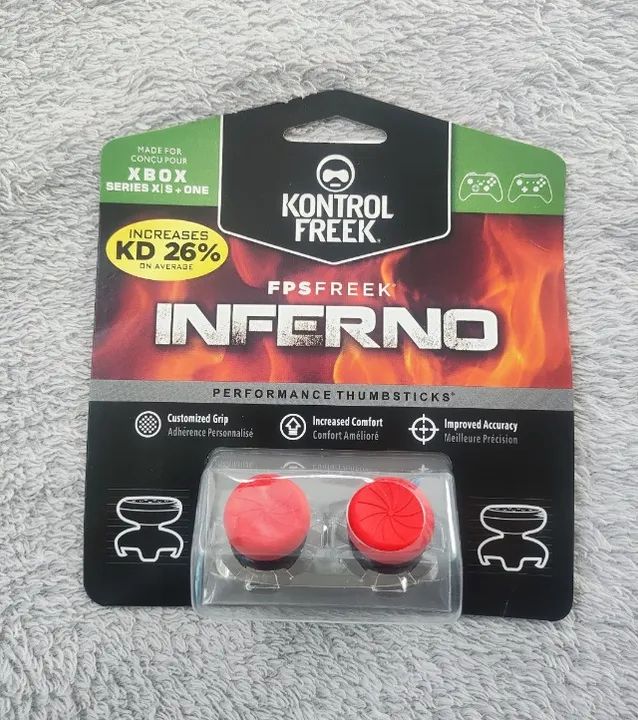 MADE FOR
CONÇU POUR
XBOX
SERIES X|S + ONE
KONTROL
FREEK
INCREASES
KD 26%
ON AVERAGE
FPSFREEK
INFERNO
PERFORMANCE THUMBSTICKS
Customized Grip
Adhérence Personnalisé
Increased Comfort
Confort Amélioré
Improved Accuracy
Meilleure Précision